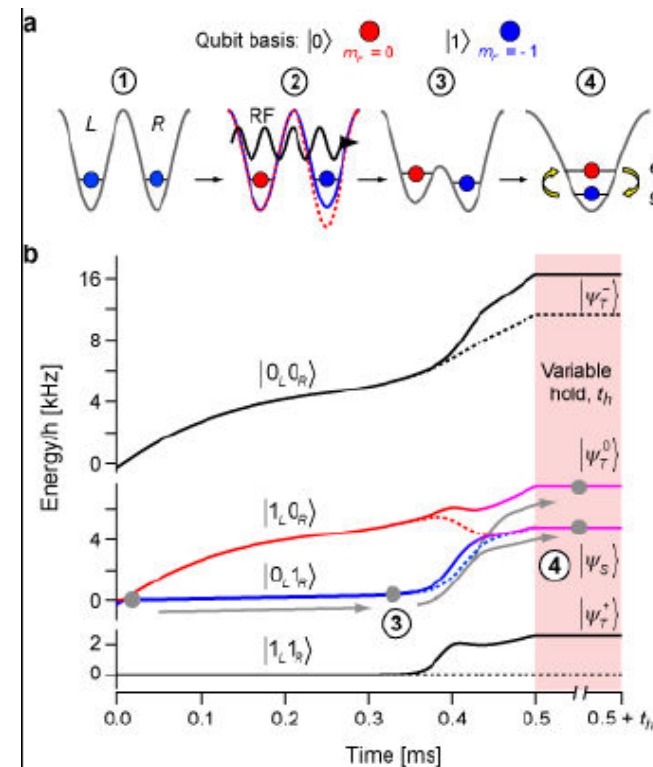 a
Qubit basis: |0⟩ m_F = 0 |1⟩ m_F = -1
1 2 3 4
L R RF
b
Energy/h [kHz]
16
8
4
0
4
0
2
0
|0_L 0_R⟩
|1_L 0_R⟩
|0_L 1_R⟩
|1_L 1_R⟩
3
4
Variable
hold, t_h
|ψ_T^-⟩
|ψ_T^0⟩
|ψ_S⟩
|ψ_T^+⟩
0.0 0.1 0.2 0.3 0.4 0.5 0.5 + t_h
Time [ms]